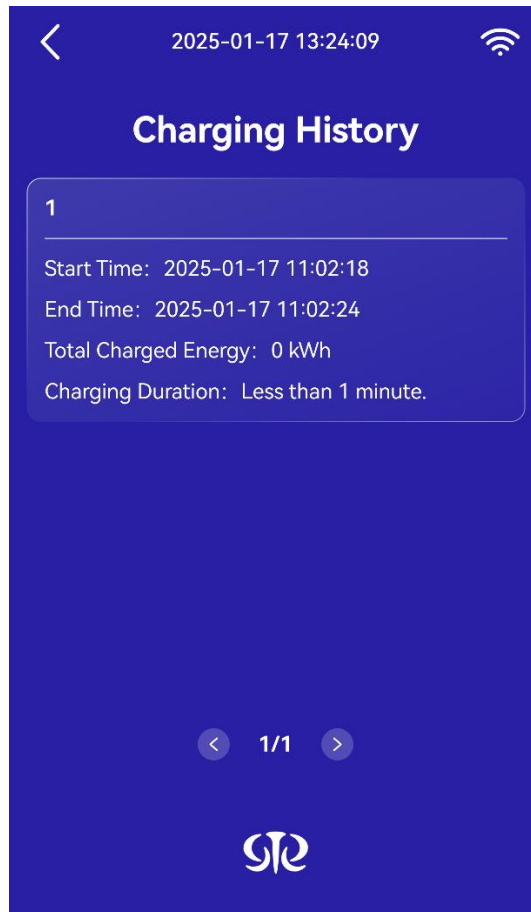 2025-01-17 13:24:09
Charging History
1
Start Time: 2025-01-17 11:02:18
End Time: 2025-01-17 11:02:24
Total Charged Energy: 0 kWh
Charging Duration: Less than 1 minute.
1/1